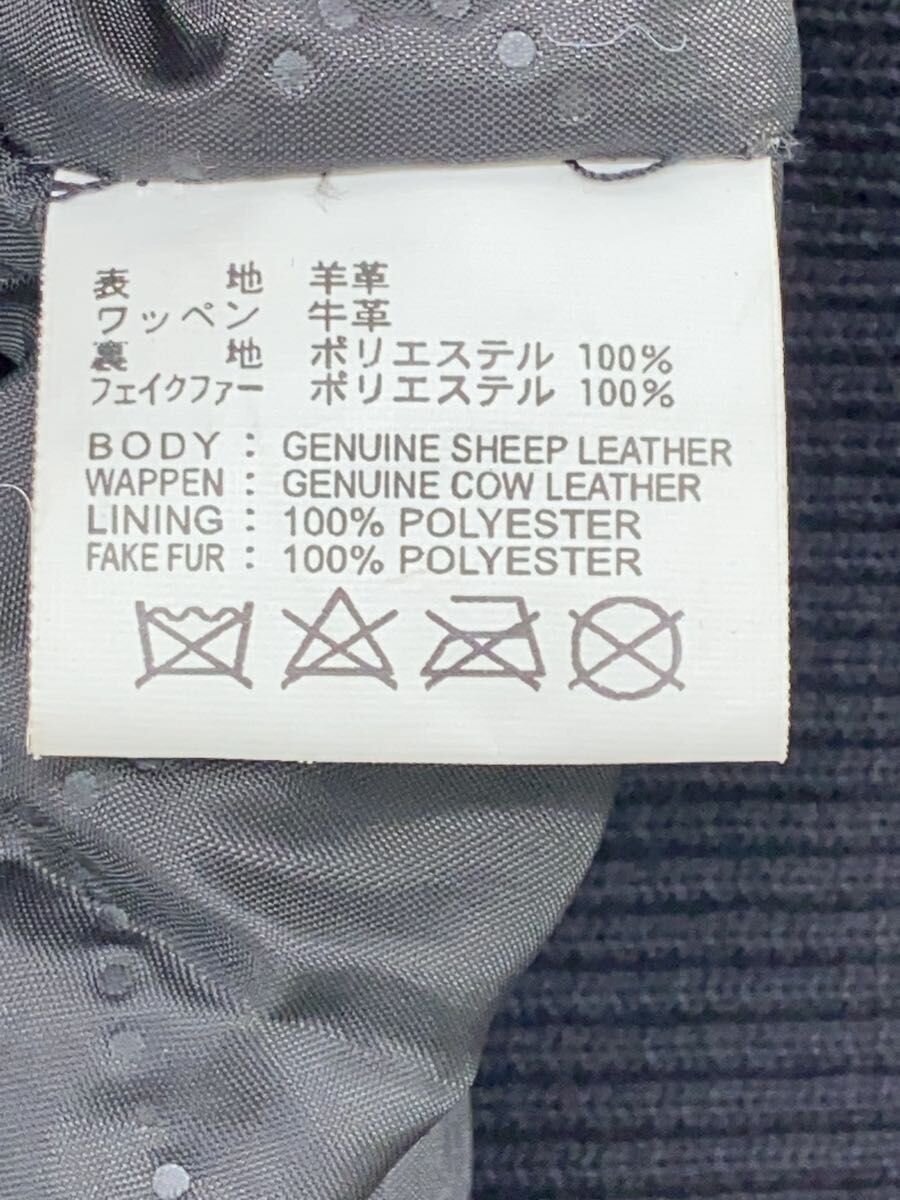 表　地　羊革
ワッペン　牛革
裏　地　ポリエステル 100%
フェイクファー　ポリエステル 100%
BODY : GENUINE SHEEP LEATHER
WAPPEN : GENUINE COW LEATHER
LINING : 100% POLYESTER
FAKE FUR : 100% POLYESTER